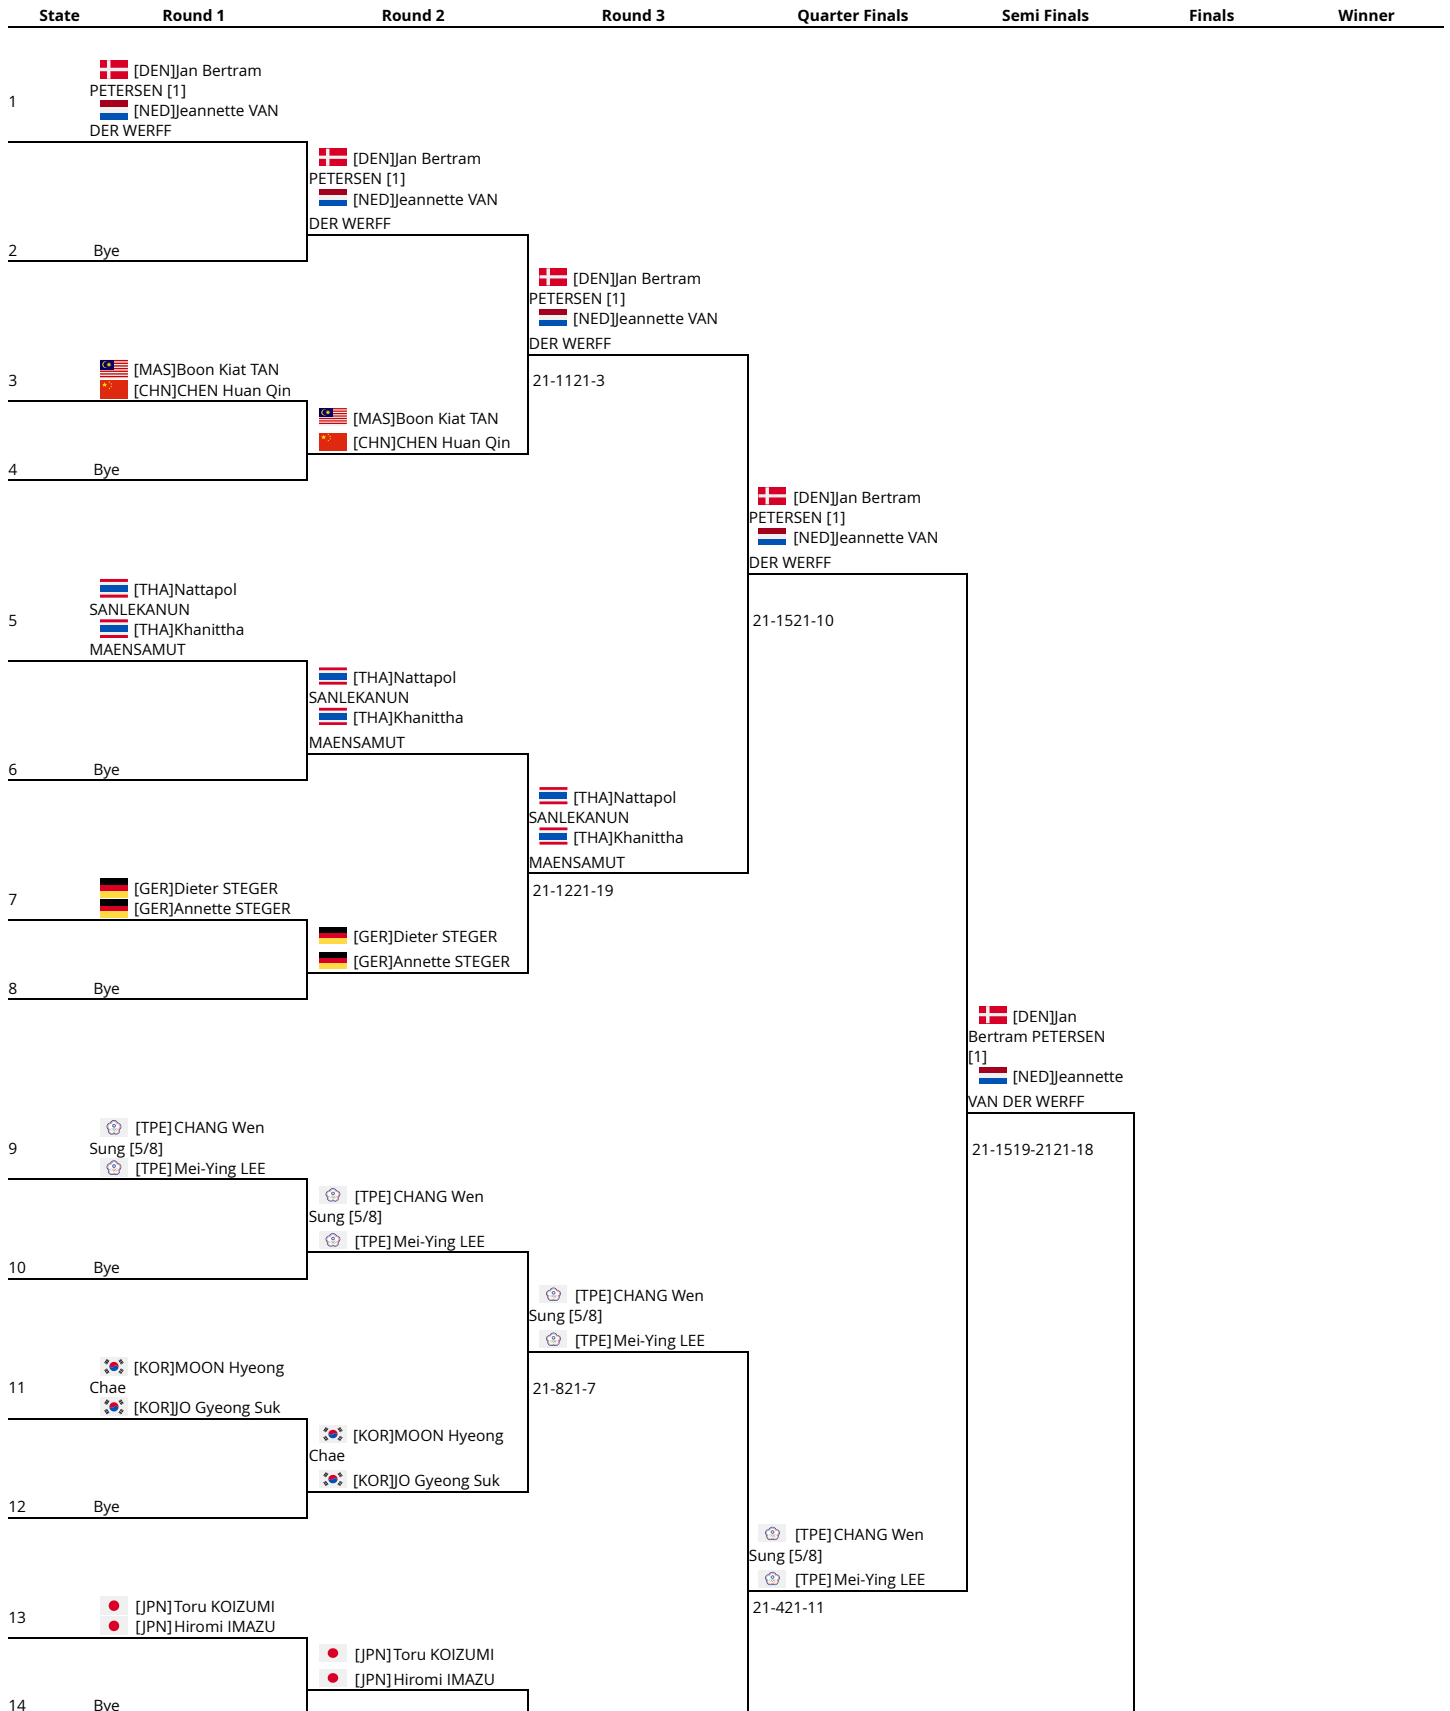 State Round 1 Round 2 Round 3 Quarter Finals Semi Finals Finals Winner
[DEN]Jan Bertram
PETERSEN [1]
1
[NED]Jeannette VAN
DER WERFF
[DEN]Jan Bertram
PETERSEN [1]
[NED]Jeannette VAN
DER WERFF
2 Bye
[DEN]Jan Bertram
PETERSEN [1]
[NED]Jeannette VAN
DER WERFF
[MAS]Boon Kiat TAN
3
[CHN]CHEN Huan Qin
21-1121-3
[MAS]Boon Kiat TAN
[CHN]CHEN Huan Qin
4 Bye
[DEN]Jan Bertram
PETERSEN [1]
[NED]Jeannette VAN
DER WERFF
[THA]Nattapol
SANLEKANUN
5
[THA]Khanittha
MAENSAMUT
21-1521-10
[THA]Nattapol
SANLEKANUN
[THA]Khanittha
MAENSAMUT
6 Bye
[THA]Nattapol
SANLEKANUN
[THA]Khanittha
MAENSAMUT
[GER]Dieter STEGER
7
[GER]Annette STEGER
21-1221-19
[GER]Dieter STEGER
[GER]Annette STEGER
8 Bye
[DEN]Jan
Bertram PETERSEN
[1]
[NED]Jeannette
VAN DER WERFF
[TPE]CHANG Wen
9
Sung [5/8]
[TPE]Mei-Ying LEE
21-1519-2121-18
[TPE]CHANG Wen
Sung [5/8]
[TPE]Mei-Ying LEE
10 Bye
[TPE]CHANG Wen
Sung [5/8]
[TPE]Mei-Ying LEE
[KOR]MOON Hyeong
11
Chae
[KOR]JO Gyeong Suk
21-821-7
[KOR]MOON Hyeong
Chae
[KOR]JO Gyeong Suk
12 Bye
[TPE]CHANG Wen
Sung [5/8]
[TPE]Mei-Ying LEE
[JPN]Toru KOIZUMI
13
[JPN]Hiromi IMAZU
21-421-11
[JPN]Toru KOIZUMI
[JPN]Hiromi IMAZU
14 Bye